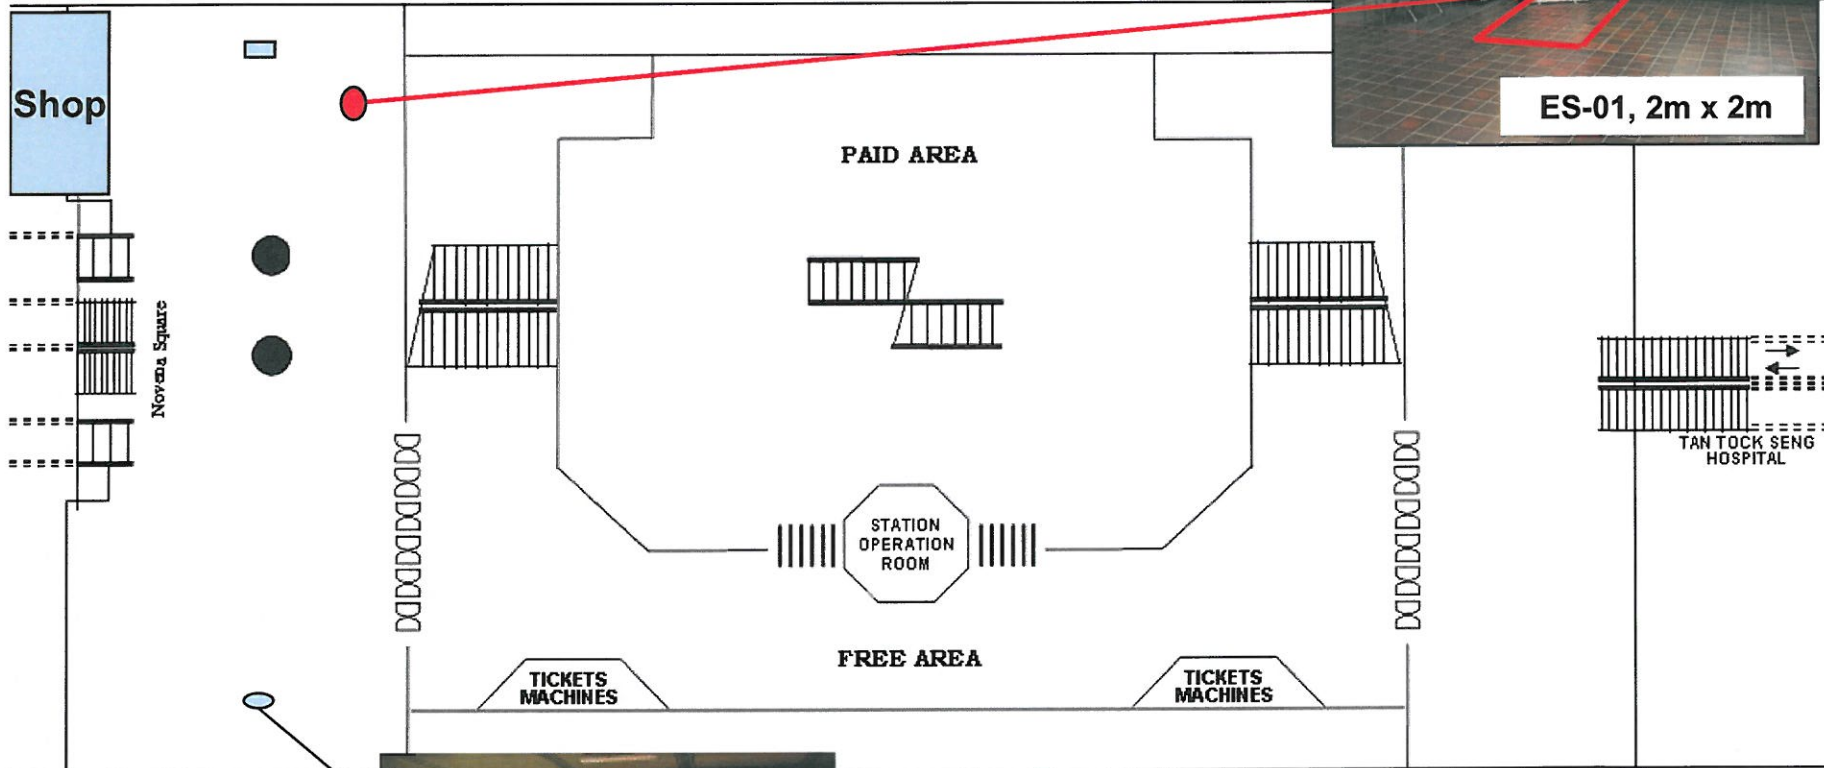 Shop
ES-01, 2m x 2m
PAID AREA
Novena Square
TAN TOCK SENG
HOSPITAL
STATION
OPERATION
ROOM
FREE AREA
TICKETS
MACHINES
TICKETS
MACHINES